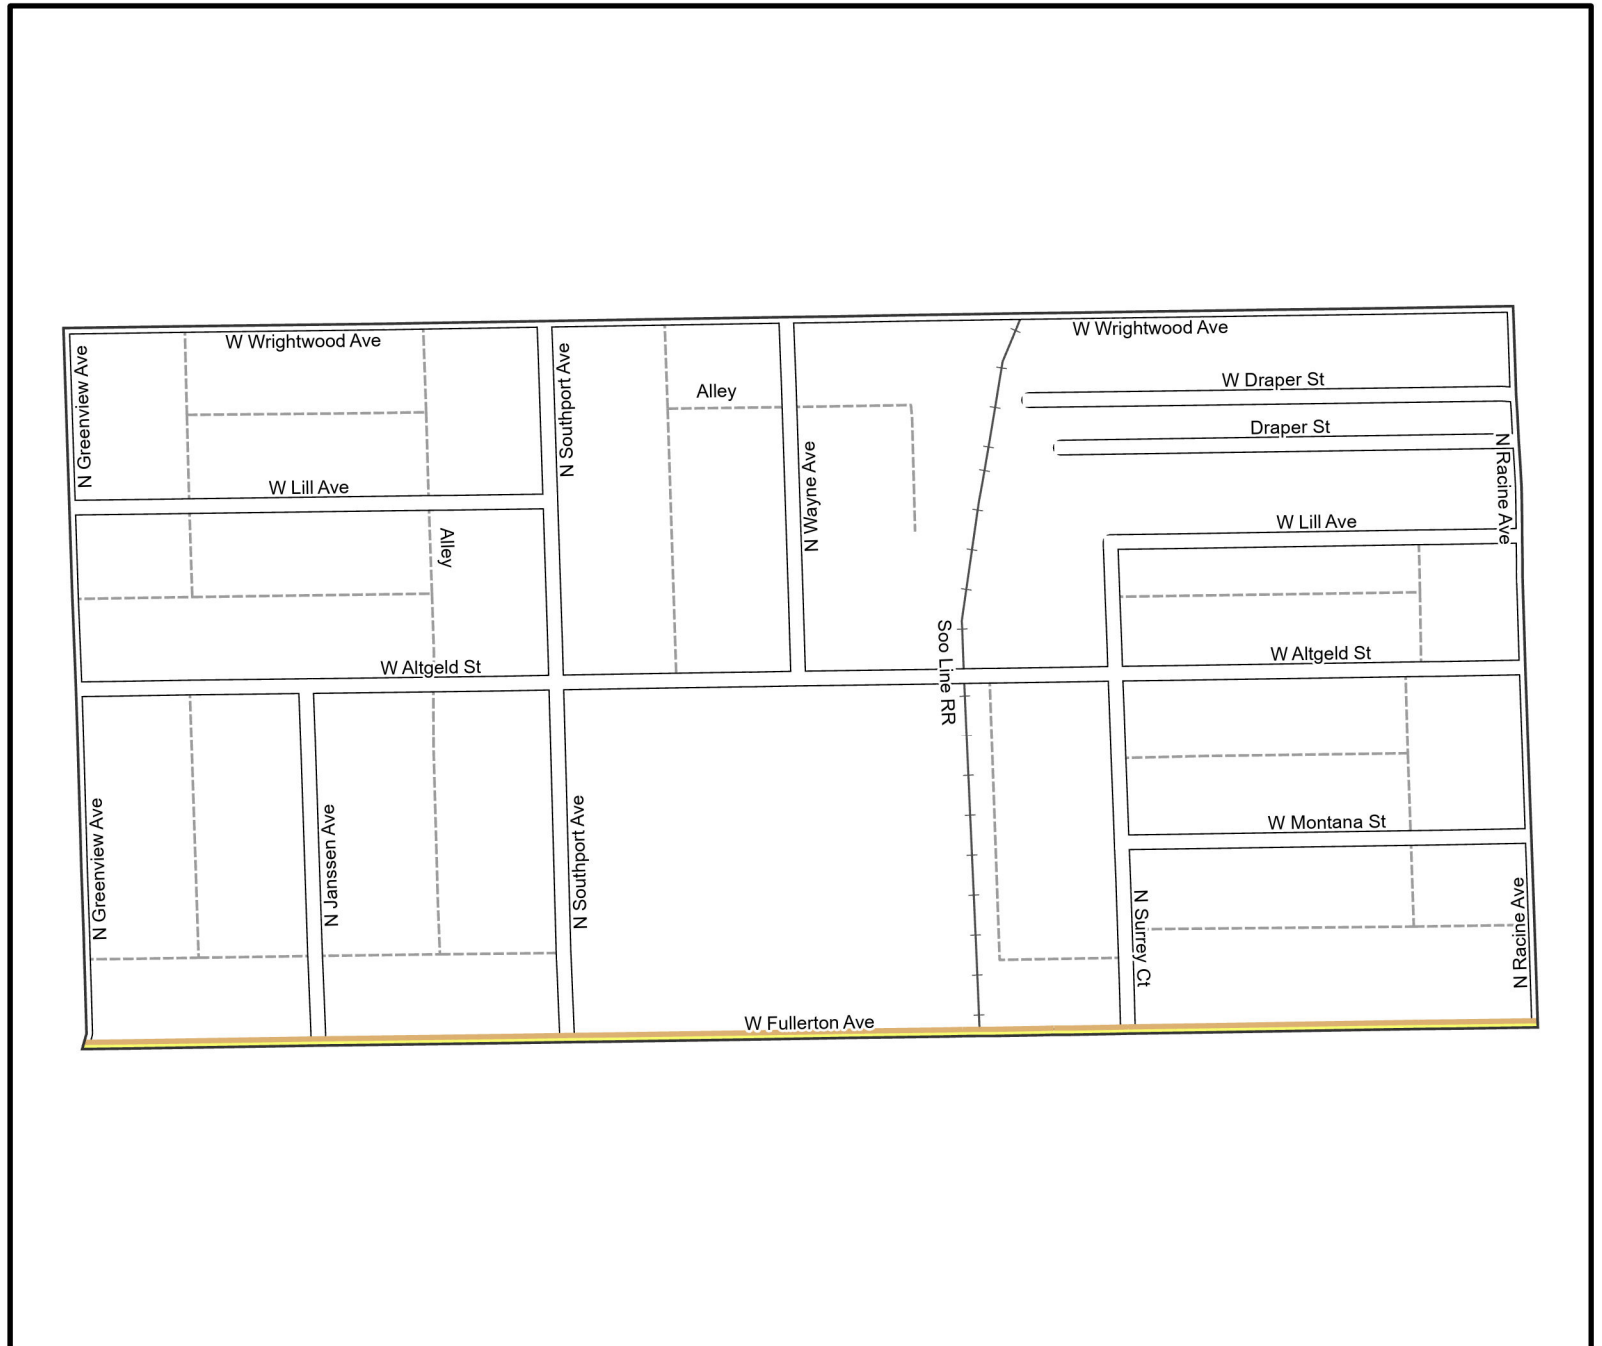 W Wrightwood Ave
W Wrightwood Ave
N Greenview Ave
N Southport Ave
Alley
W Draper St
Draper St
N Racine Ave
N Wayne Ave
W Lill Ave
W Lill Ave
Alley
W Altgeld St
W Altgeld St
Soo Line RR
N Greenview Ave
N Janssen Ave
N Southport Ave
W Montana St
N Surrey Ct
N Racine Ave
W Fullerton Ave